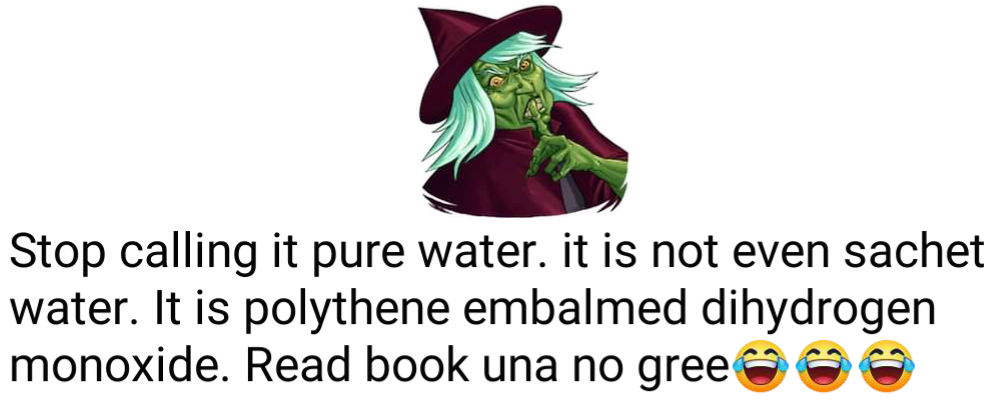 Stop calling it pure water. it is not even sachet
water. It is polythene embalmed dihydrogen
monoxide. Read book una no gree😂😂😂